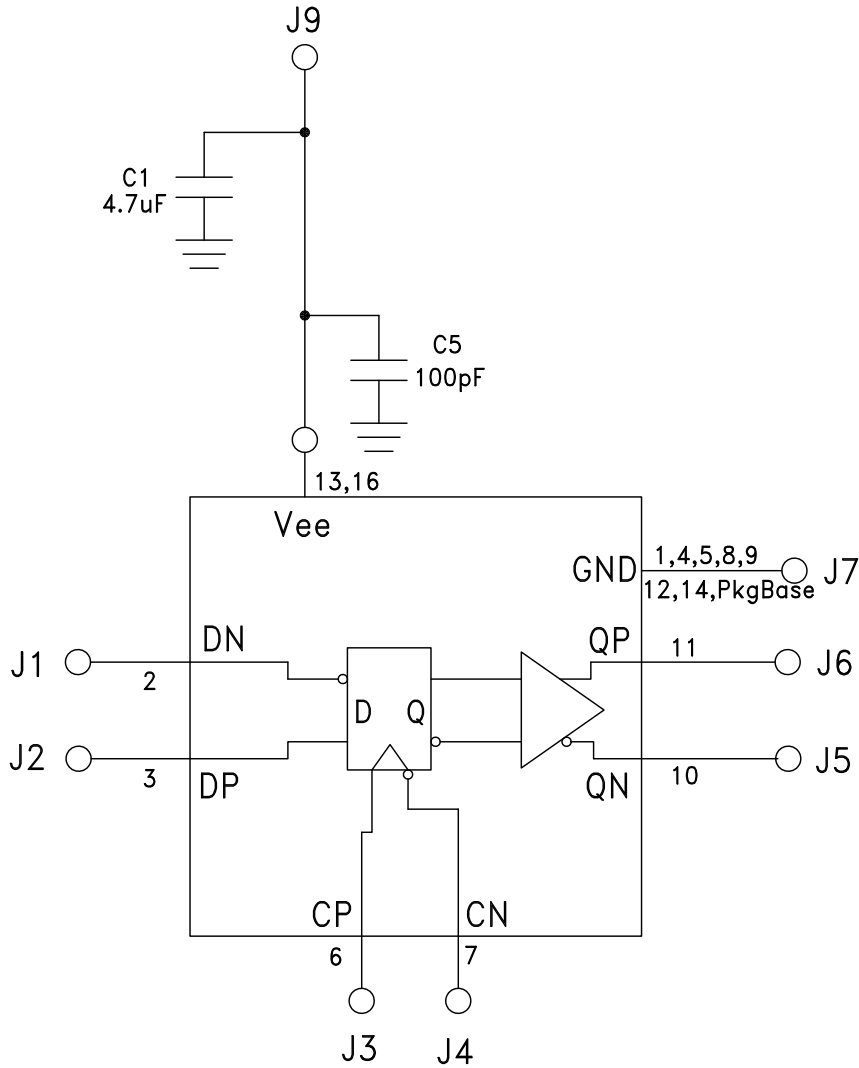 J9
C1
4.7uF
C5
100pF
13,16
Vee
1,4,5,8,9
GND
J7
12,14,PkgBase
DN
QP
11
J1
J6
2
D
Q
J2
J5
3
DP
QN
10
CP
CN
6
7
J3
J4